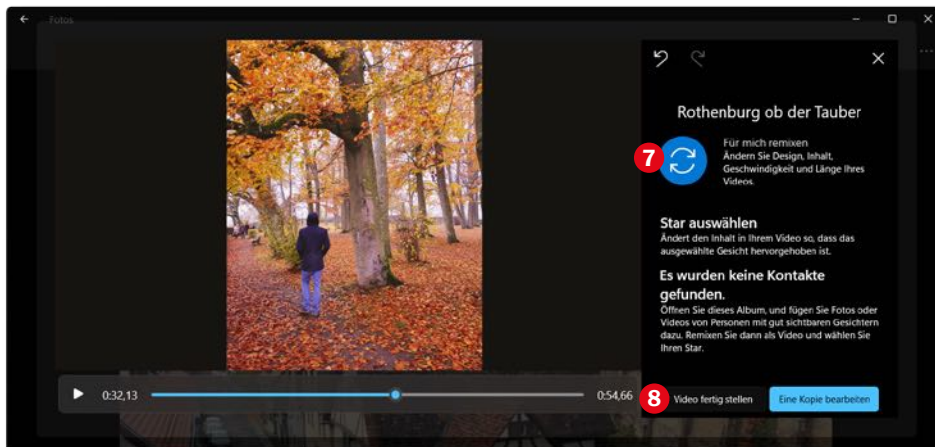 Fotos
Rothenburg ob der Tauber
7
Für mich remixen
Ändern Sie Design, Inhalt,
Geschwindigkeit und Länge Ihres
Videos.
Star auswählen
Ändert den Inhalt in Ihrem Video so, dass das
ausgewählte Gesicht hervorgehoben ist.
Es wurden keine Kontakte
gefunden.
Öffnen Sie dieses Album, und fügen Sie Fotos oder
Videos von Personen mit gut sichtbaren Gesichtern
dazu. Remixen Sie dann als Video und wählen Sie
Ihren Star.
0:32,13
0:54,66
8
Video fertig stellen
Eine Kopie bearbeiten